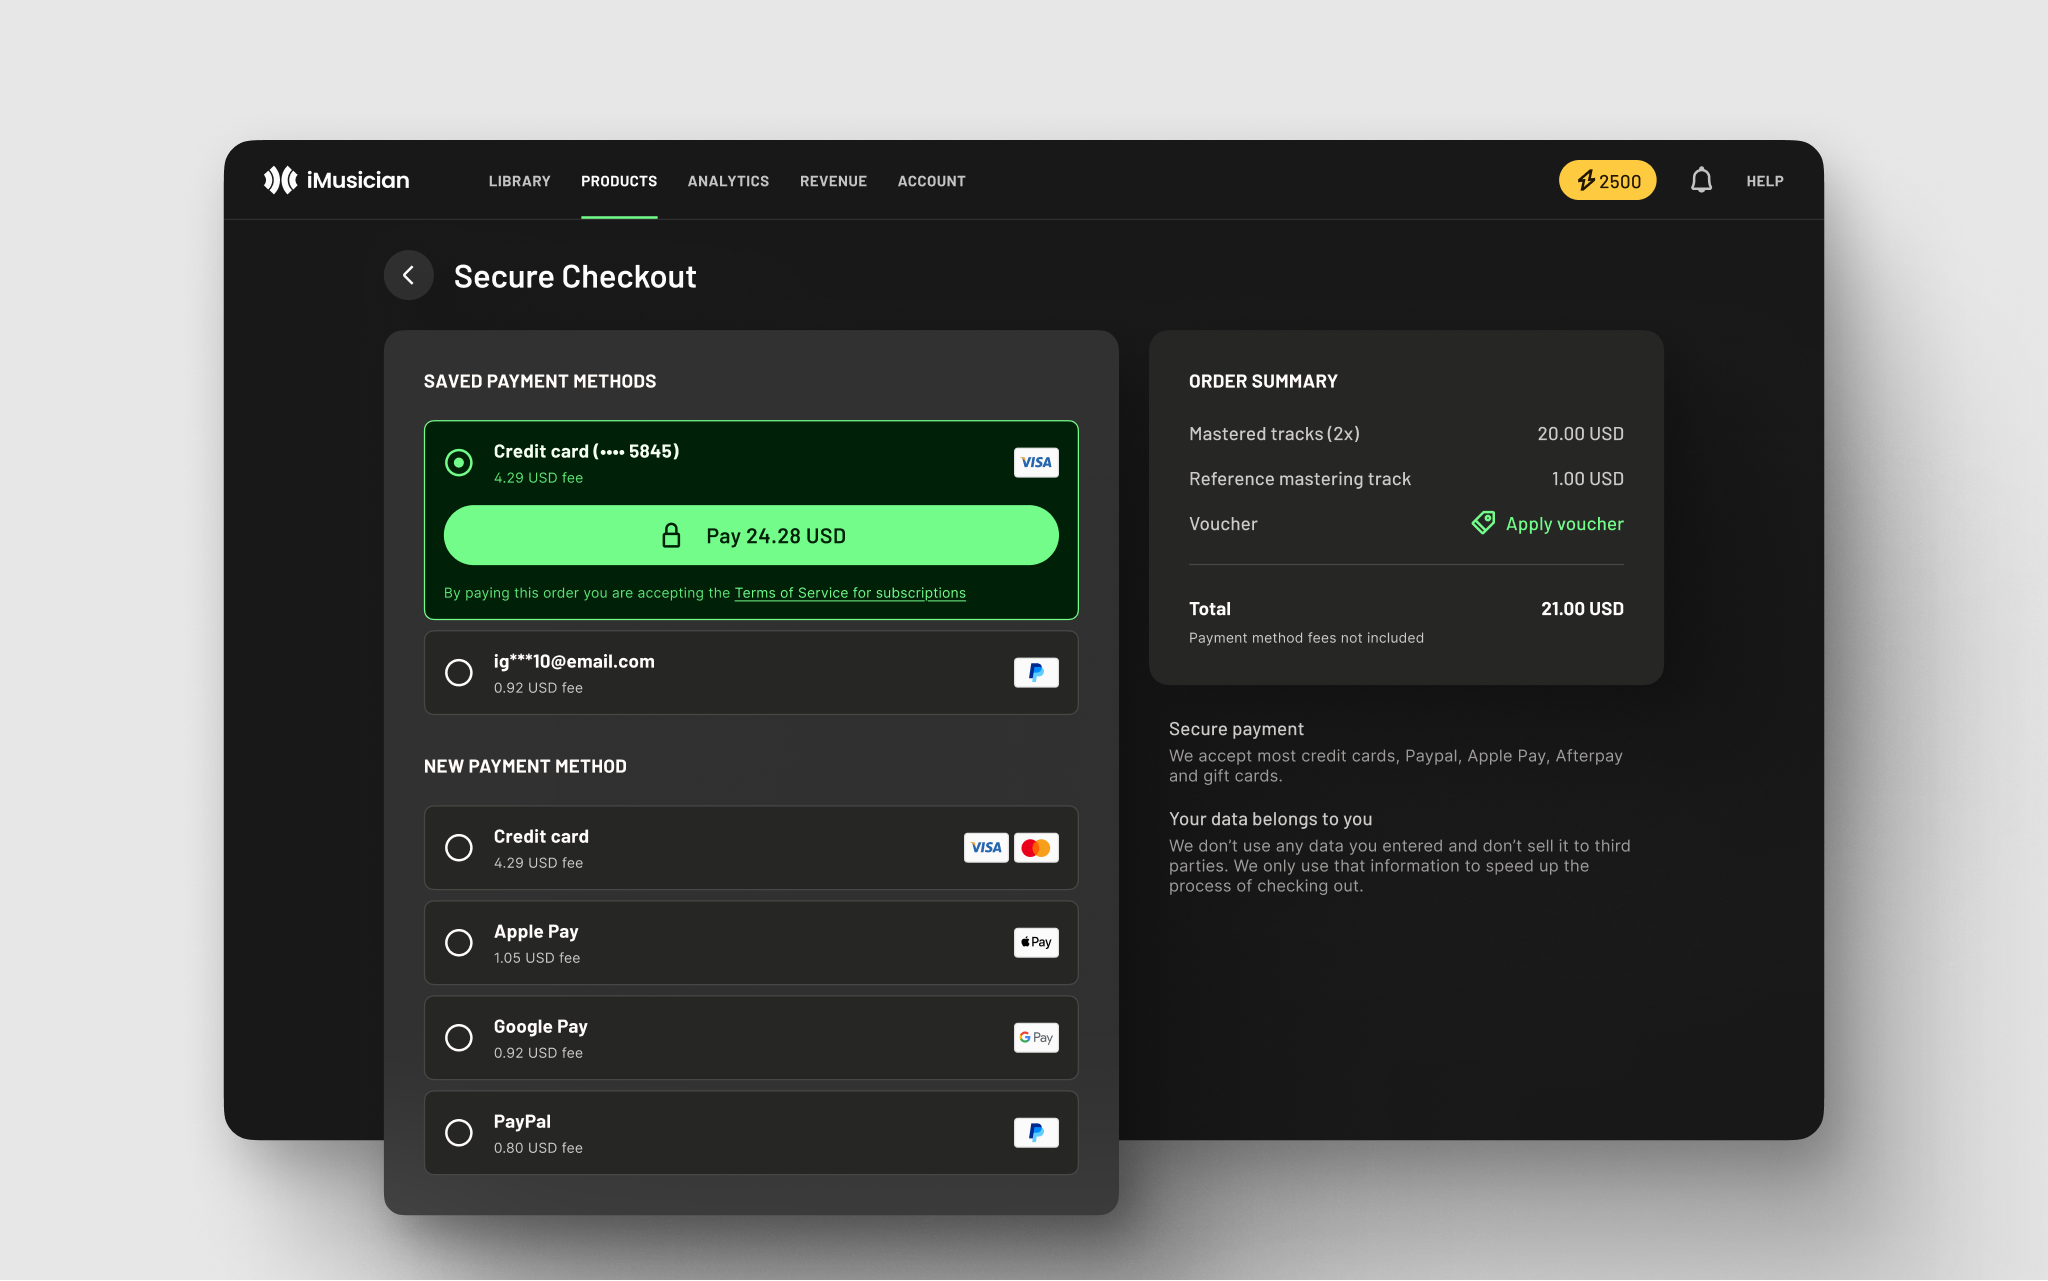 iMusician
LIBRARY
PRODUCTS
ANALYTICS
REVENUE
ACCOUNT
2500
HELP
Secure Checkout
SAVED PAYMENT METHODS
Credit card (•••• 5845)
4.29 USD fee
VISA
Pay 24.28 USD
By paying this order you are accepting the Terms of Service for subscriptions
ig***10@email.com
0.92 USD fee
NEW PAYMENT METHOD
Credit card
4.29 USD fee
VISA
Apple Pay
1.05 USD fee
Pay
Google Pay
0.92 USD fee
G Pay
PayPal
0.80 USD fee
ORDER SUMMARY
Mastered tracks (2x) 20.00 USD
Reference mastering track 1.00 USD
Voucher Apply voucher
Total 21.00 USD
Payment method fees not included
Secure payment
We accept most credit cards, Paypal, Apple Pay, Afterpay
and gift cards.
Your data belongs to you
We don’t use any data you entered and don’t sell it to third
parties. We only use that information to speed up the
process of checking out.